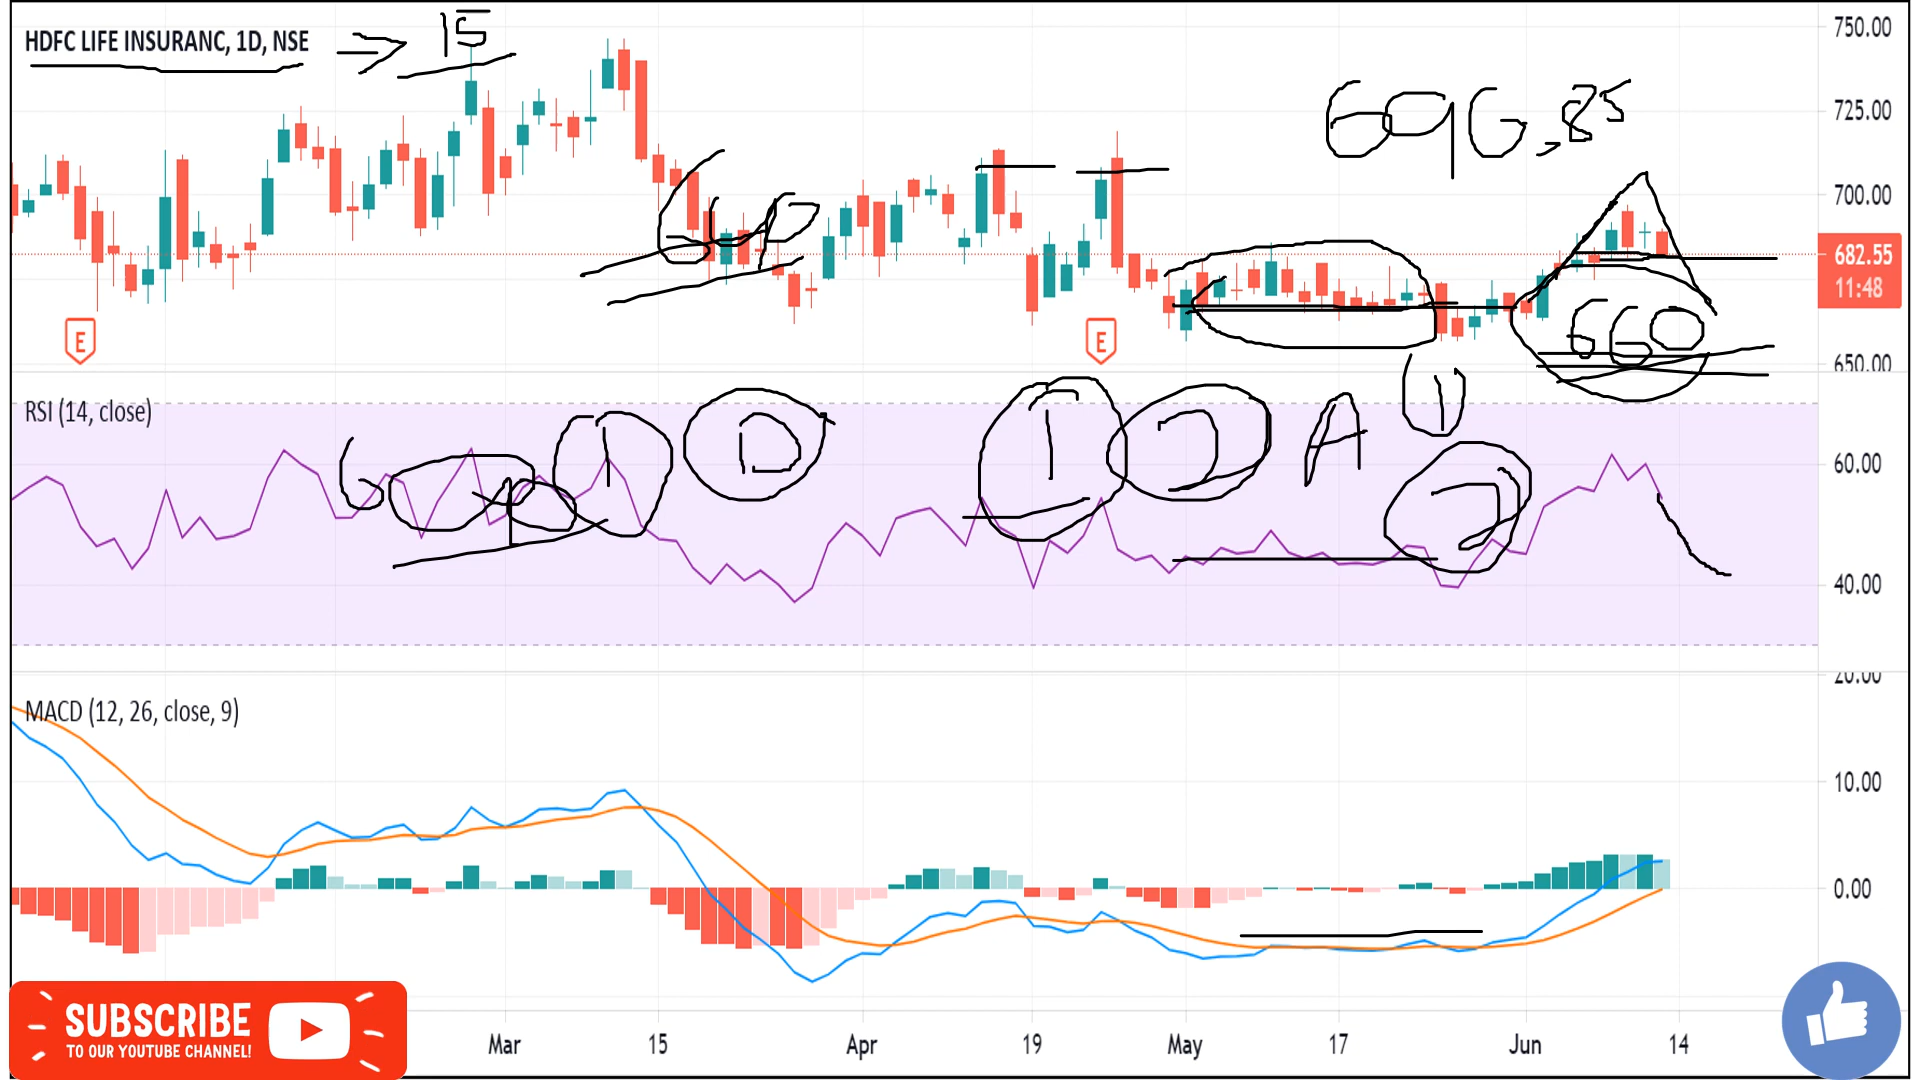 HDFC LIFE INSURANC, 1D, NSE
15
750.00
725.00
696.85
700.00
640
682.55
11:48
E
E
660
650.00
RSI (14, close)
60.00
40.00
20.00
MACD (12, 26, close, 9)
10.00
0.00
SUBSCRIBE
TO OUR YOUTUBE CHANNEL!
Mar 15 Apr 19 May 17 Jun 14